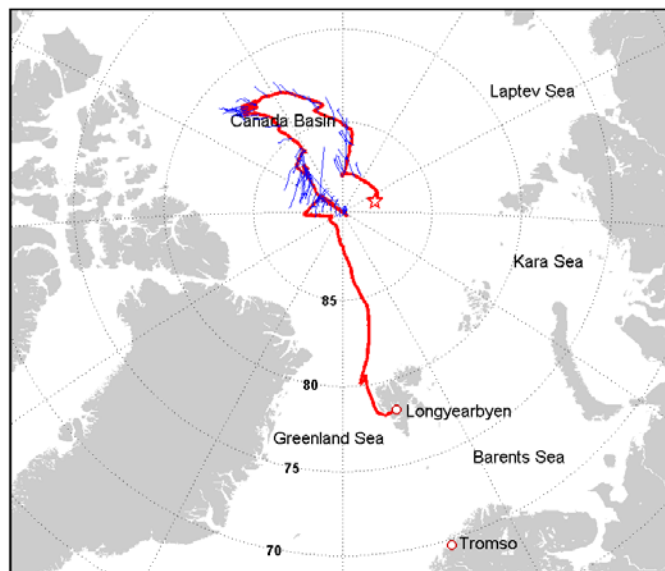 Laptev Sea
Canada Basin
Kara Sea
85
80
Longyearbyen
Greenland Sea
Barents Sea
75
Tromso
70